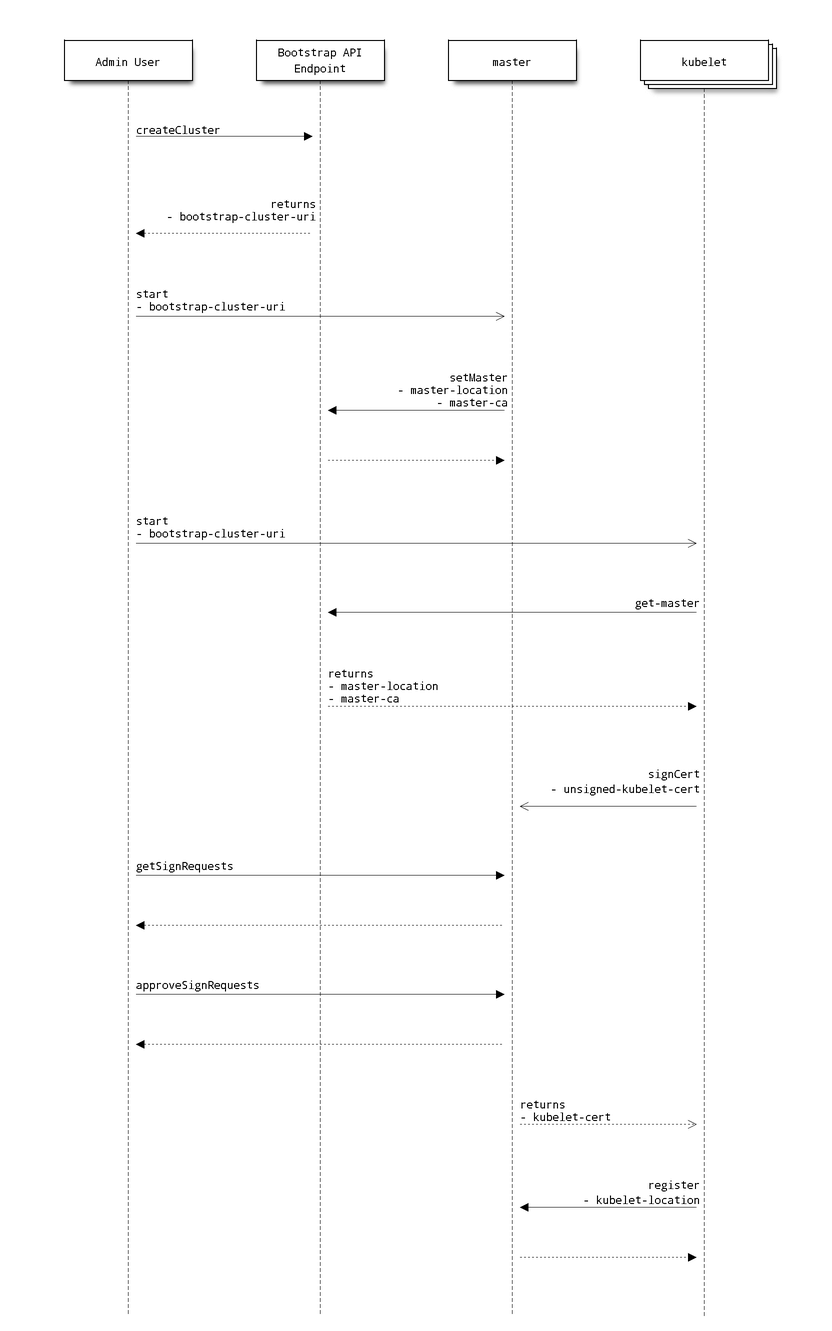 Admin User
Bootstrap API
Endpoint
master
kubelet
createCluster
returns
- bootstrap-cluster-uri
start
- bootstrap-cluster-uri
setMaster
- master-location
- master-ca
start
- bootstrap-cluster-uri
get-master
returns
- master-location
- master-ca
signCert
- unsigned-kubelet-cert
getSignRequests
approveSignRequests
returns
- kubelet-cert
register
- kubelet-location